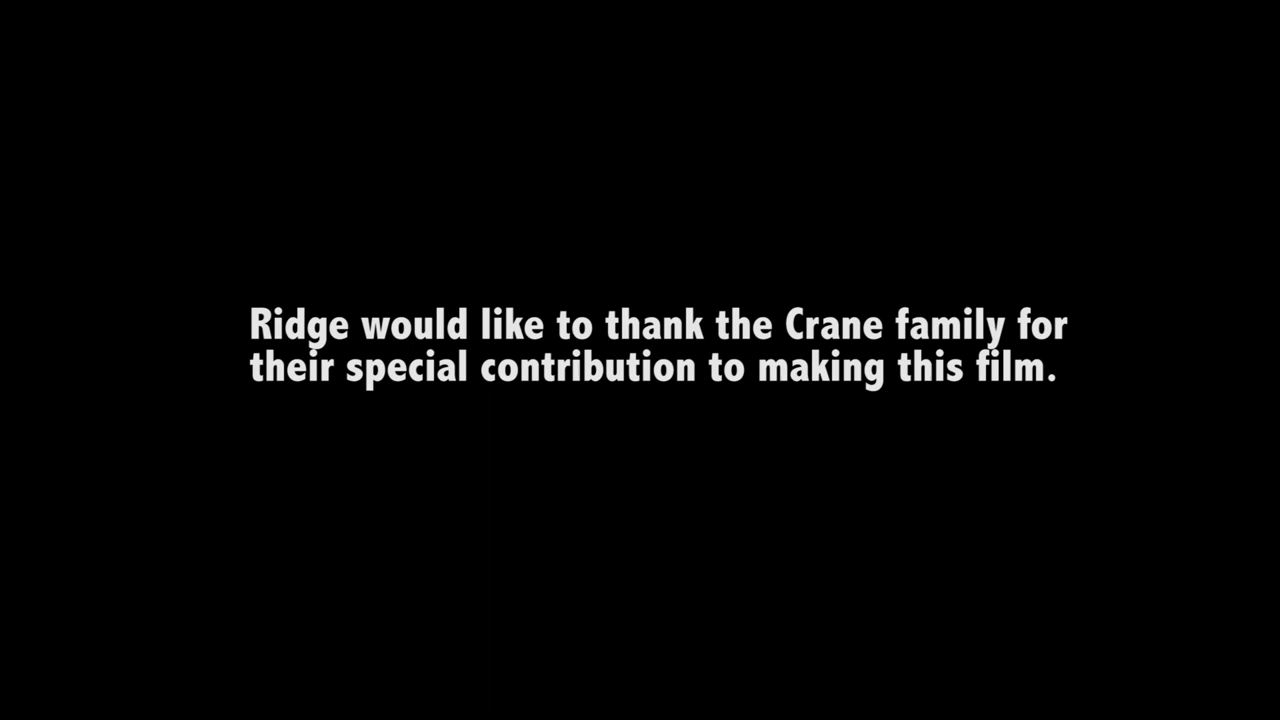 Ridge would like to thank the Crane family for
their special contribution to making this film.